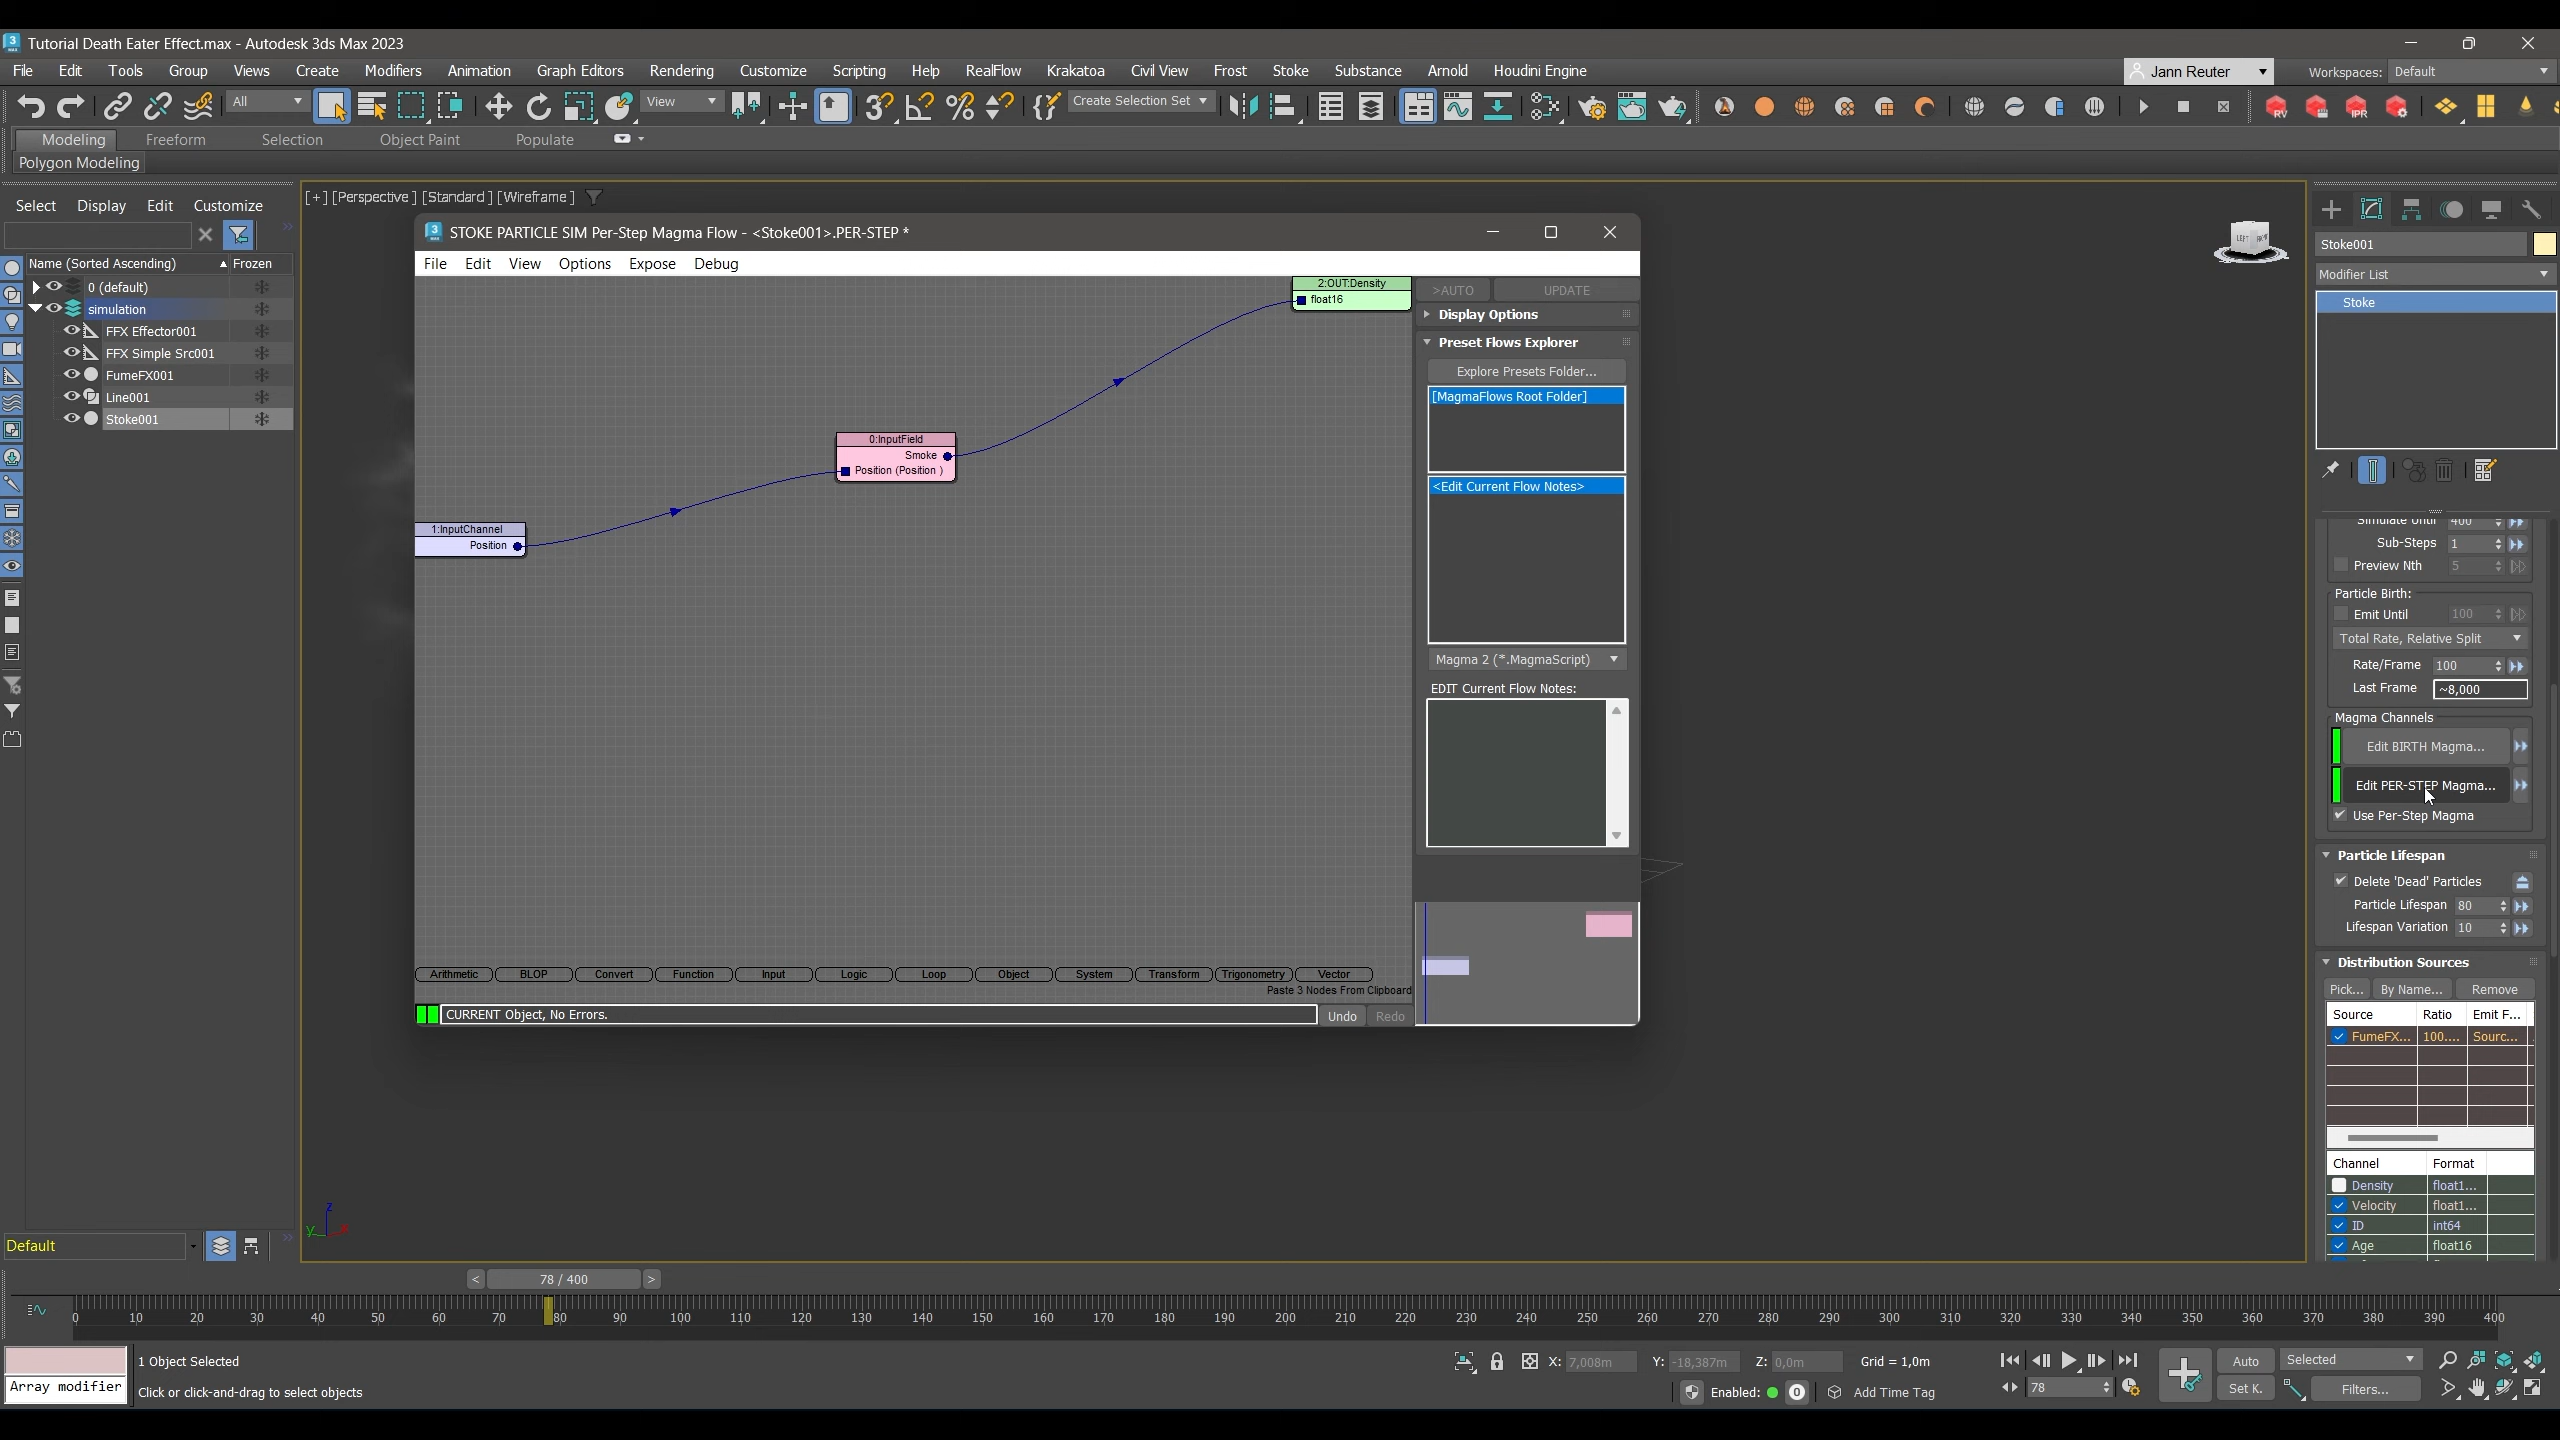 Tutorial Death Eater Effect.max - Autodesk 3ds Max 2023
File Edit Tools Group Views Create Modifiers Animation Graph Editors Rendering Customize Scripting Help RealFlow Krakatoa Civil View Frost Stoke Substance Arnold Houdini Engine
Jann Reuter
Workspaces: Default
All
View
Create Selection Set
RV
IPR
Modeling Freeform Selection Object Paint Populate
Polygon Modeling
Select Display Edit Customize
Name (Sorted Ascending) Frozen
0 (default)
simulation
FFX Effector001
FFX Simple Src001
FumeFX001
Line001
Stoke001
Default
[+] [Perspective] [Standard] [Wireframe]
LEFT
STOKE PARTICLE SIM Per-Step Magma Flow - <Stoke001>.PER-STEP *
File Edit View Options Expose Debug
2:OUT:Density
float16
0:InputField
Smoke
Position (Position )
1:InputChannel
Position
>AUTO UPDATE
Display Options
Preset Flows Explorer
Explore Presets Folder...
[MagmaFlows Root Folder]
<Edit Current Flow Notes>
Magma 2 (*.MagmaScript)
EDIT Current Flow Notes:
Arithmetic BLOP Convert Function Input Logic Loop Object System Transform Trigonometry Vector
Paste 3 Nodes From Clipboard
CURRENT Object, No Errors.
Undo Redo
Stoke001
Modifier List
Stoke
Simulate Until 400
Sub-Steps 1
Preview Nth 5
Particle Birth:
Emit Until 100
Total Rate, Relative Split
Rate/Frame 100
Last Frame ~8,000
Magma Channels
Edit BIRTH Magma...
Edit PER-STEP Magma...
Use Per-Step Magma
Particle Lifespan
Delete 'Dead' Particles
Particle Lifespan 80
Lifespan Variation 10
Distribution Sources
Pick... By Name... Remove
Source Ratio Emit F...
FumeFX... 100.... Sourc...
Channel Format
Density float1...
Velocity float1...
ID int64
Age float16
z
y x
< 78 / 400 >
0 10 20 30 40 50 60 70 80 90 100 110 120 130 140 150 160 170 180 190 200 210 220 230 240 250 260 270 280 290 300 310 320 330 340 350 360 370 380 390 400
Array modifier
1 Object Selected
Click or click-and-drag to select objects
X: 7,008m Y: -18,387m Z: 0,0m Grid = 1,0m
Enabled: 0 Add Time Tag
78
Auto Selected
Set K. Filters...